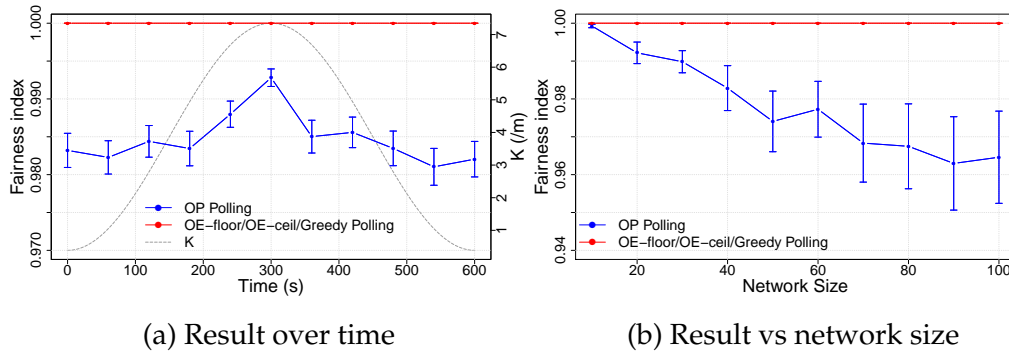 1.000
0.990
0.980
0.970
Fairness index
7
6
5
4
3
2
1
K (/m)
OP Polling
OE−floor/OE−ceil/Greedy Polling
K
0 100 200 300 400 500 600
Time (s)
(a) Result over time
1.00
0.98
0.96
0.94
Fairness index
OP Polling
OE−floor/OE−ceil/Greedy Polling
20 40 60 80 100
Network Size
(b) Result vs network size